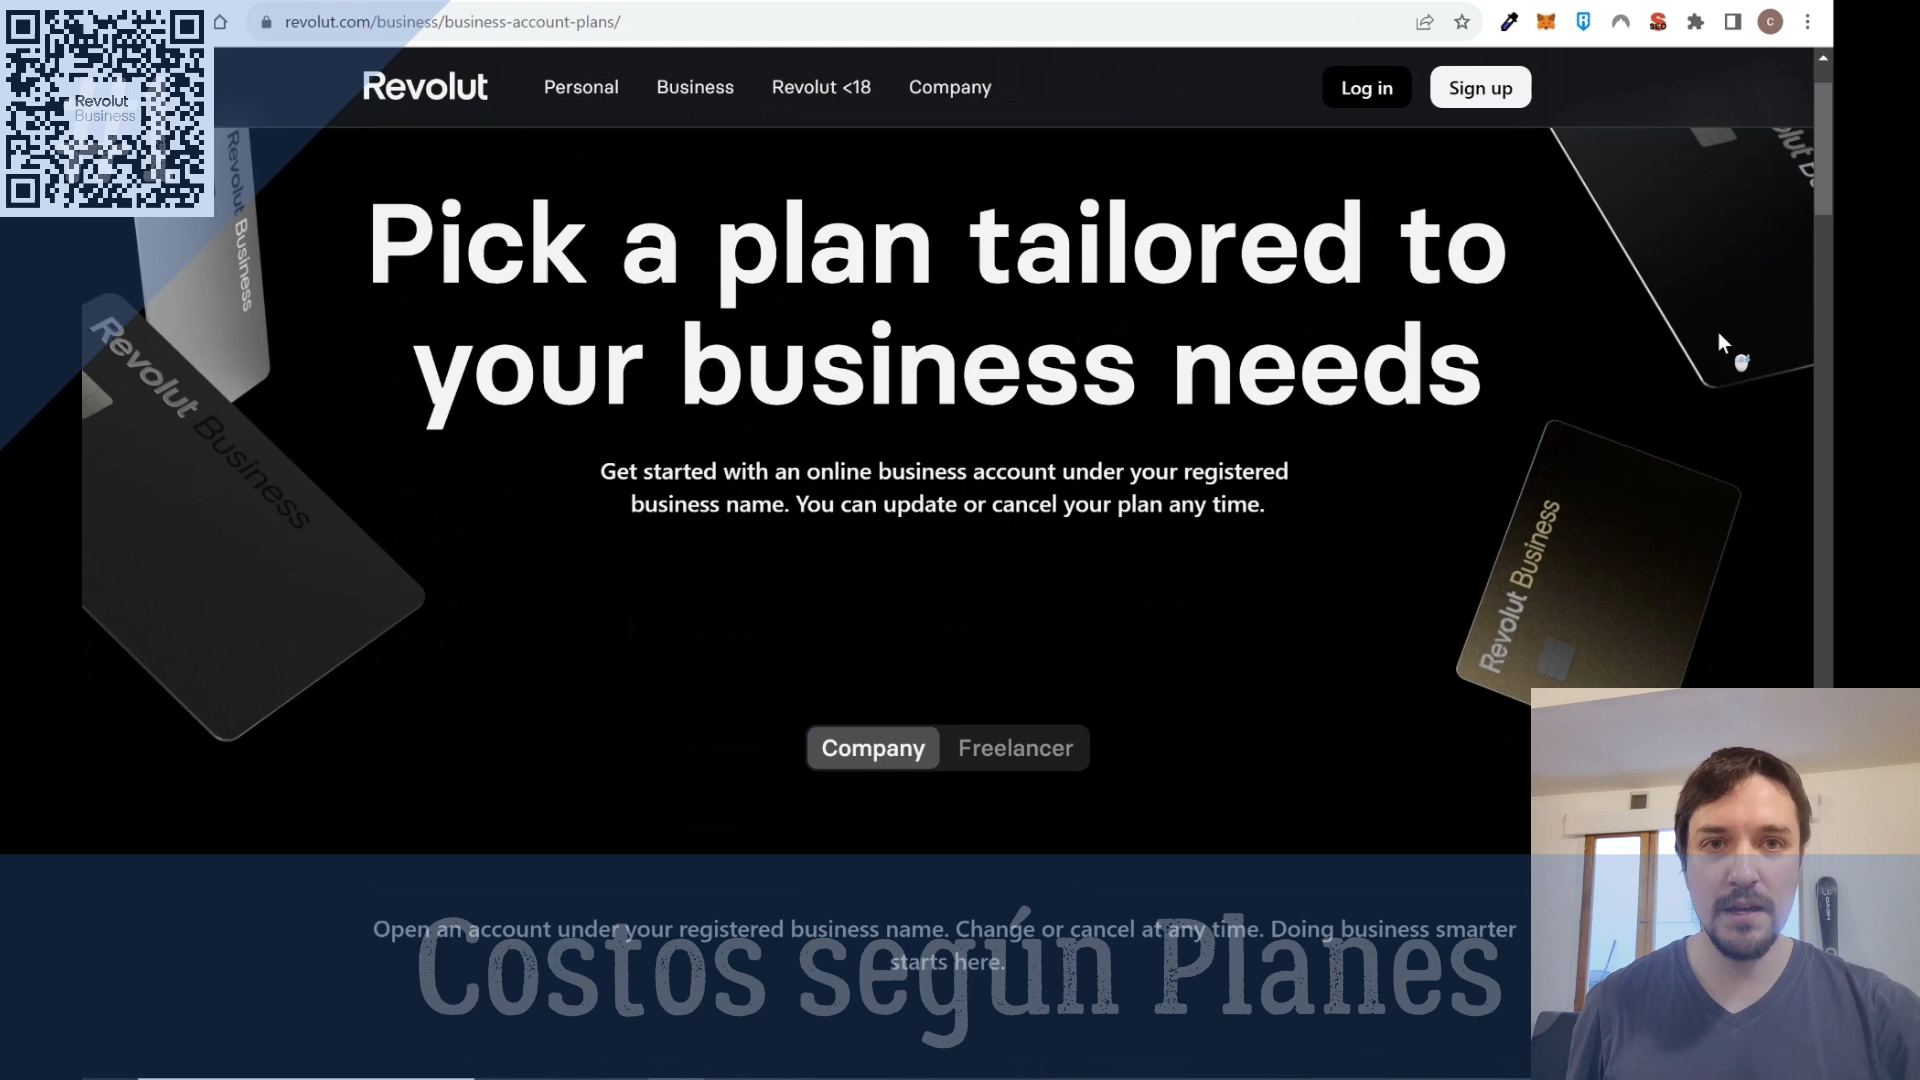 revolut.com/business/business-account-plans/
SEO
C
Revolut
Business
Revolut
Personal
Business
Revolut <18
Company
Log in
Sign up
Revolut Business
Pick a plan tailored to
your business needs
Revolut Business
Get started with an online business account under your registered
business name. You can update or cancel your plan any time.
Revolut Business
Company
Freelancer
Open an account under your registered business name. Change or cancel at any time. Doing business smarter
starts here.
Costos según Planes